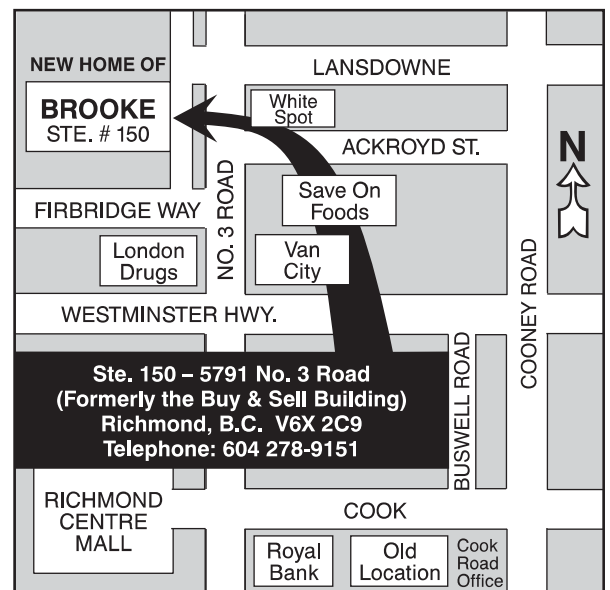 NEW HOME OF
BROOKE
STE. # 150
LANSDOWNE
White
Spot
ACKROYD ST.
N
Save On
Foods
FIRBRIDGE WAY
NO. 3 ROAD
London
Drugs
Van
City
COONEY ROAD
WESTMINSTER HWY.
BUSWELL ROAD
Ste. 150 – 5791 No. 3 Road
(Formerly the Buy & Sell Building)
Richmond, B.C. V6X 2C9
Telephone: 604 278-9151
RICHMOND
CENTRE
MALL
COOK
Royal
Bank
Old
Location
Cook
Road
Office